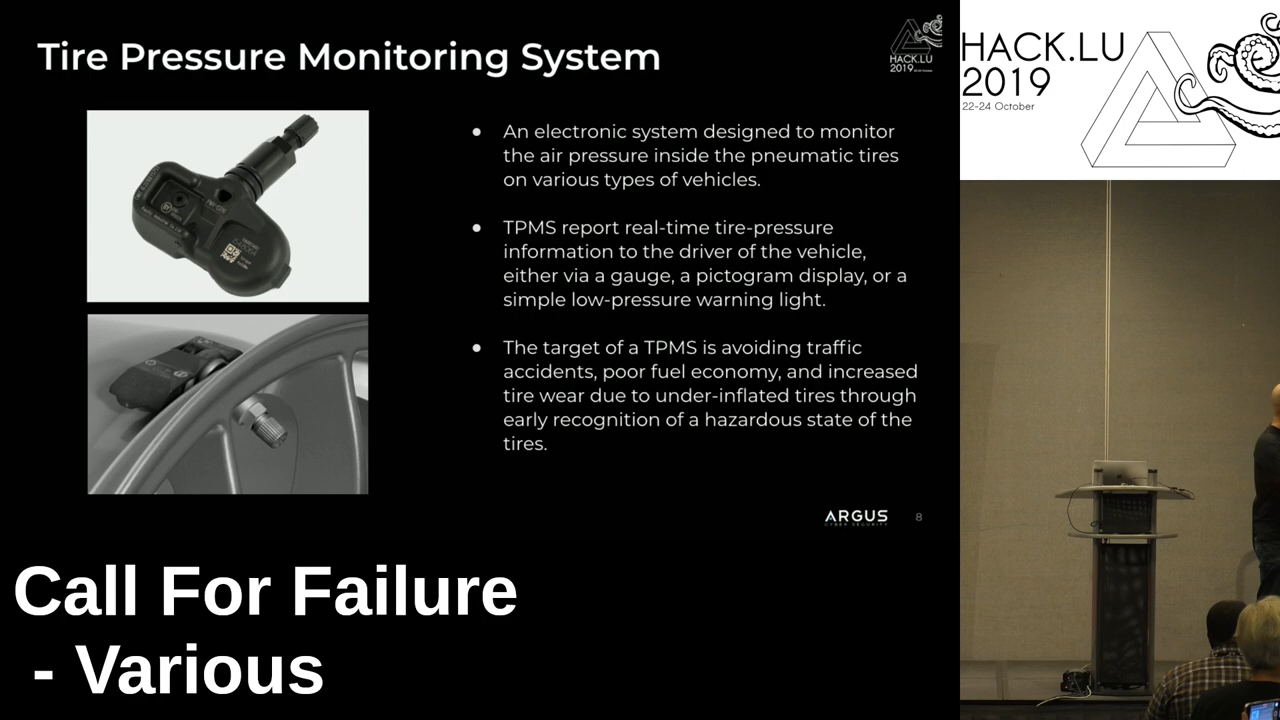 Tire Pressure Monitoring System
HACK.LU
2019
● An electronic system designed to monitor
the air pressure inside the pneumatic tires
on various types of vehicles.
● TPMS report real-time tire-pressure
information to the driver of the vehicle,
either via a gauge, a pictogram display, or a
simple low-pressure warning light.
● The target of a TPMS is avoiding traffic
accidents, poor fuel economy, and increased
tire wear due to under-inflated tires through
early recognition of a hazardous state of the
tires.
ARGUS
CYBER SECURITY
8
HACK.LU
2019
22-24 October
Call For Failure
- Various